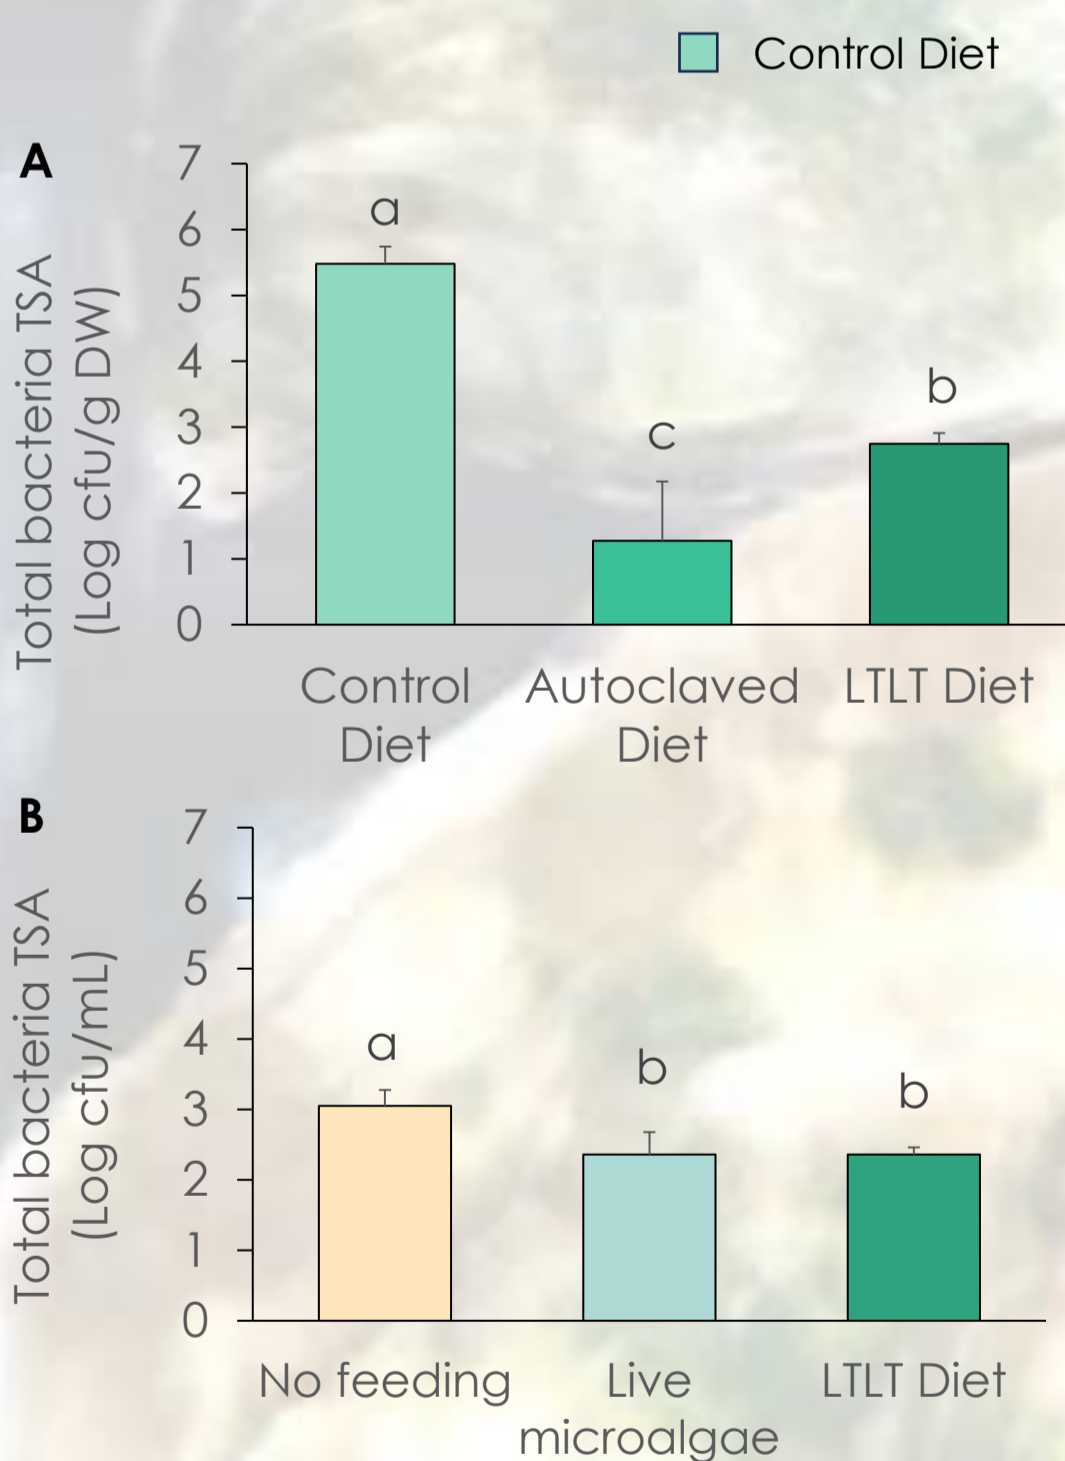 Control Diet
A
Total bacteria TSA
(Log cfu/g DW)
7
6
5
4
3
2
1
0
a
c
b
Control
Diet
Autoclaved
Diet
LTLT Diet
B
Total bacteria TSA
(Log cfu/mL)
7
6
5
4
3
2
1
0
a
b
b
No feeding
Live
microalgae
LTLT Diet